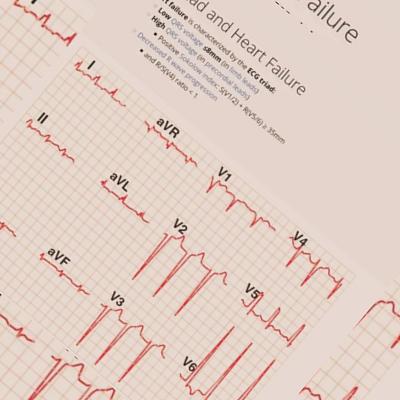 ailure
ad and Heart Failure
rt failure is characterized by the ECG triad:
Low QRS voltage ≤8mm (in limb leads)
High QRS voltage (in precordial leads)
Positive Sokolow index: S(V1/2) + R(V5/6) ≥ 35mm
Decreased R wave progression
and R/S(V4) ratio < 1
I
aVR
V1
V4
II
aVL
V2
V5
aVF
V3
V6